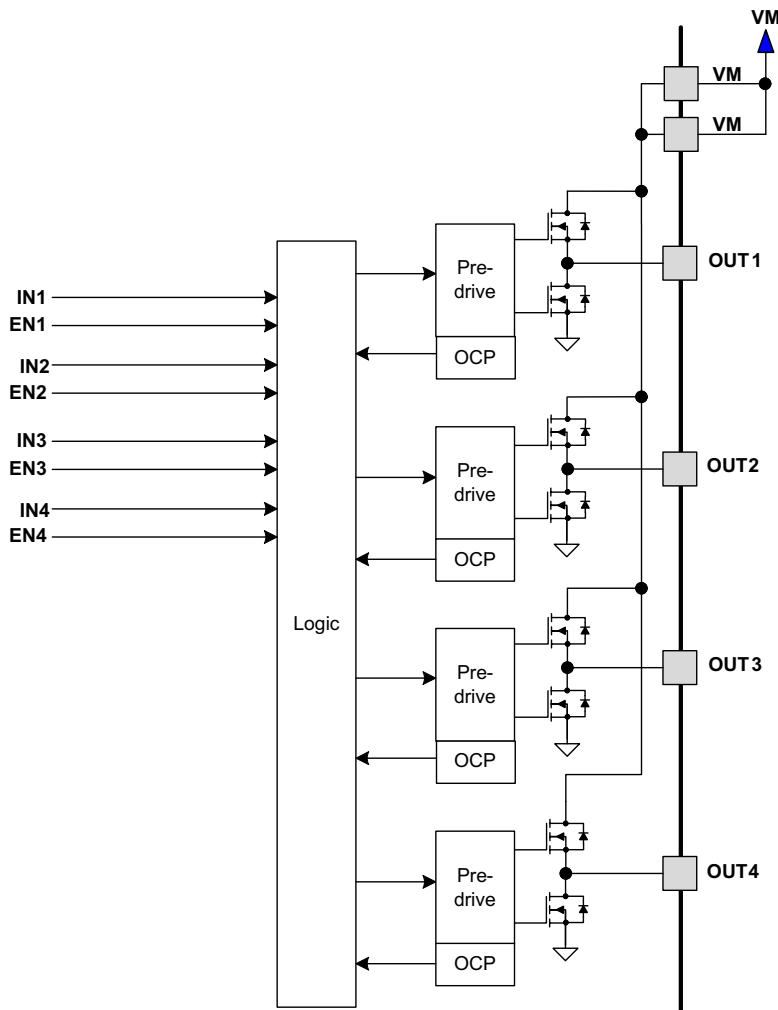 VM
VM
VM
Pre-
drive
OUT1
IN1
EN1
OCP
IN2
EN2
IN3
EN3
Pre-
drive
OUT2
IN4
EN4
OCP
Logic
Pre-
drive
OUT3
OCP
Pre-
drive
OUT4
OCP